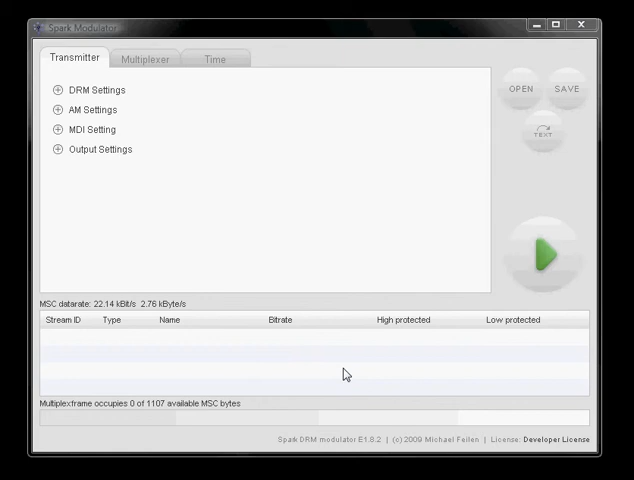 Spark Modulator
Transmitter Multiplexer Time
DRM Settings
AM Settings
MDI Setting
Output Settings
OPEN SAVE
TEXT
MSC datarate: 22.14 kBit/s 2.76 kByte/s
Stream ID Type Name Bitrate High protected Low protected
Multiplexframe occupies 0 of 1107 available MSC bytes
Spark DRM modulator E1.8.2 | (c) 2009 Michael Feilen | License: Developer License